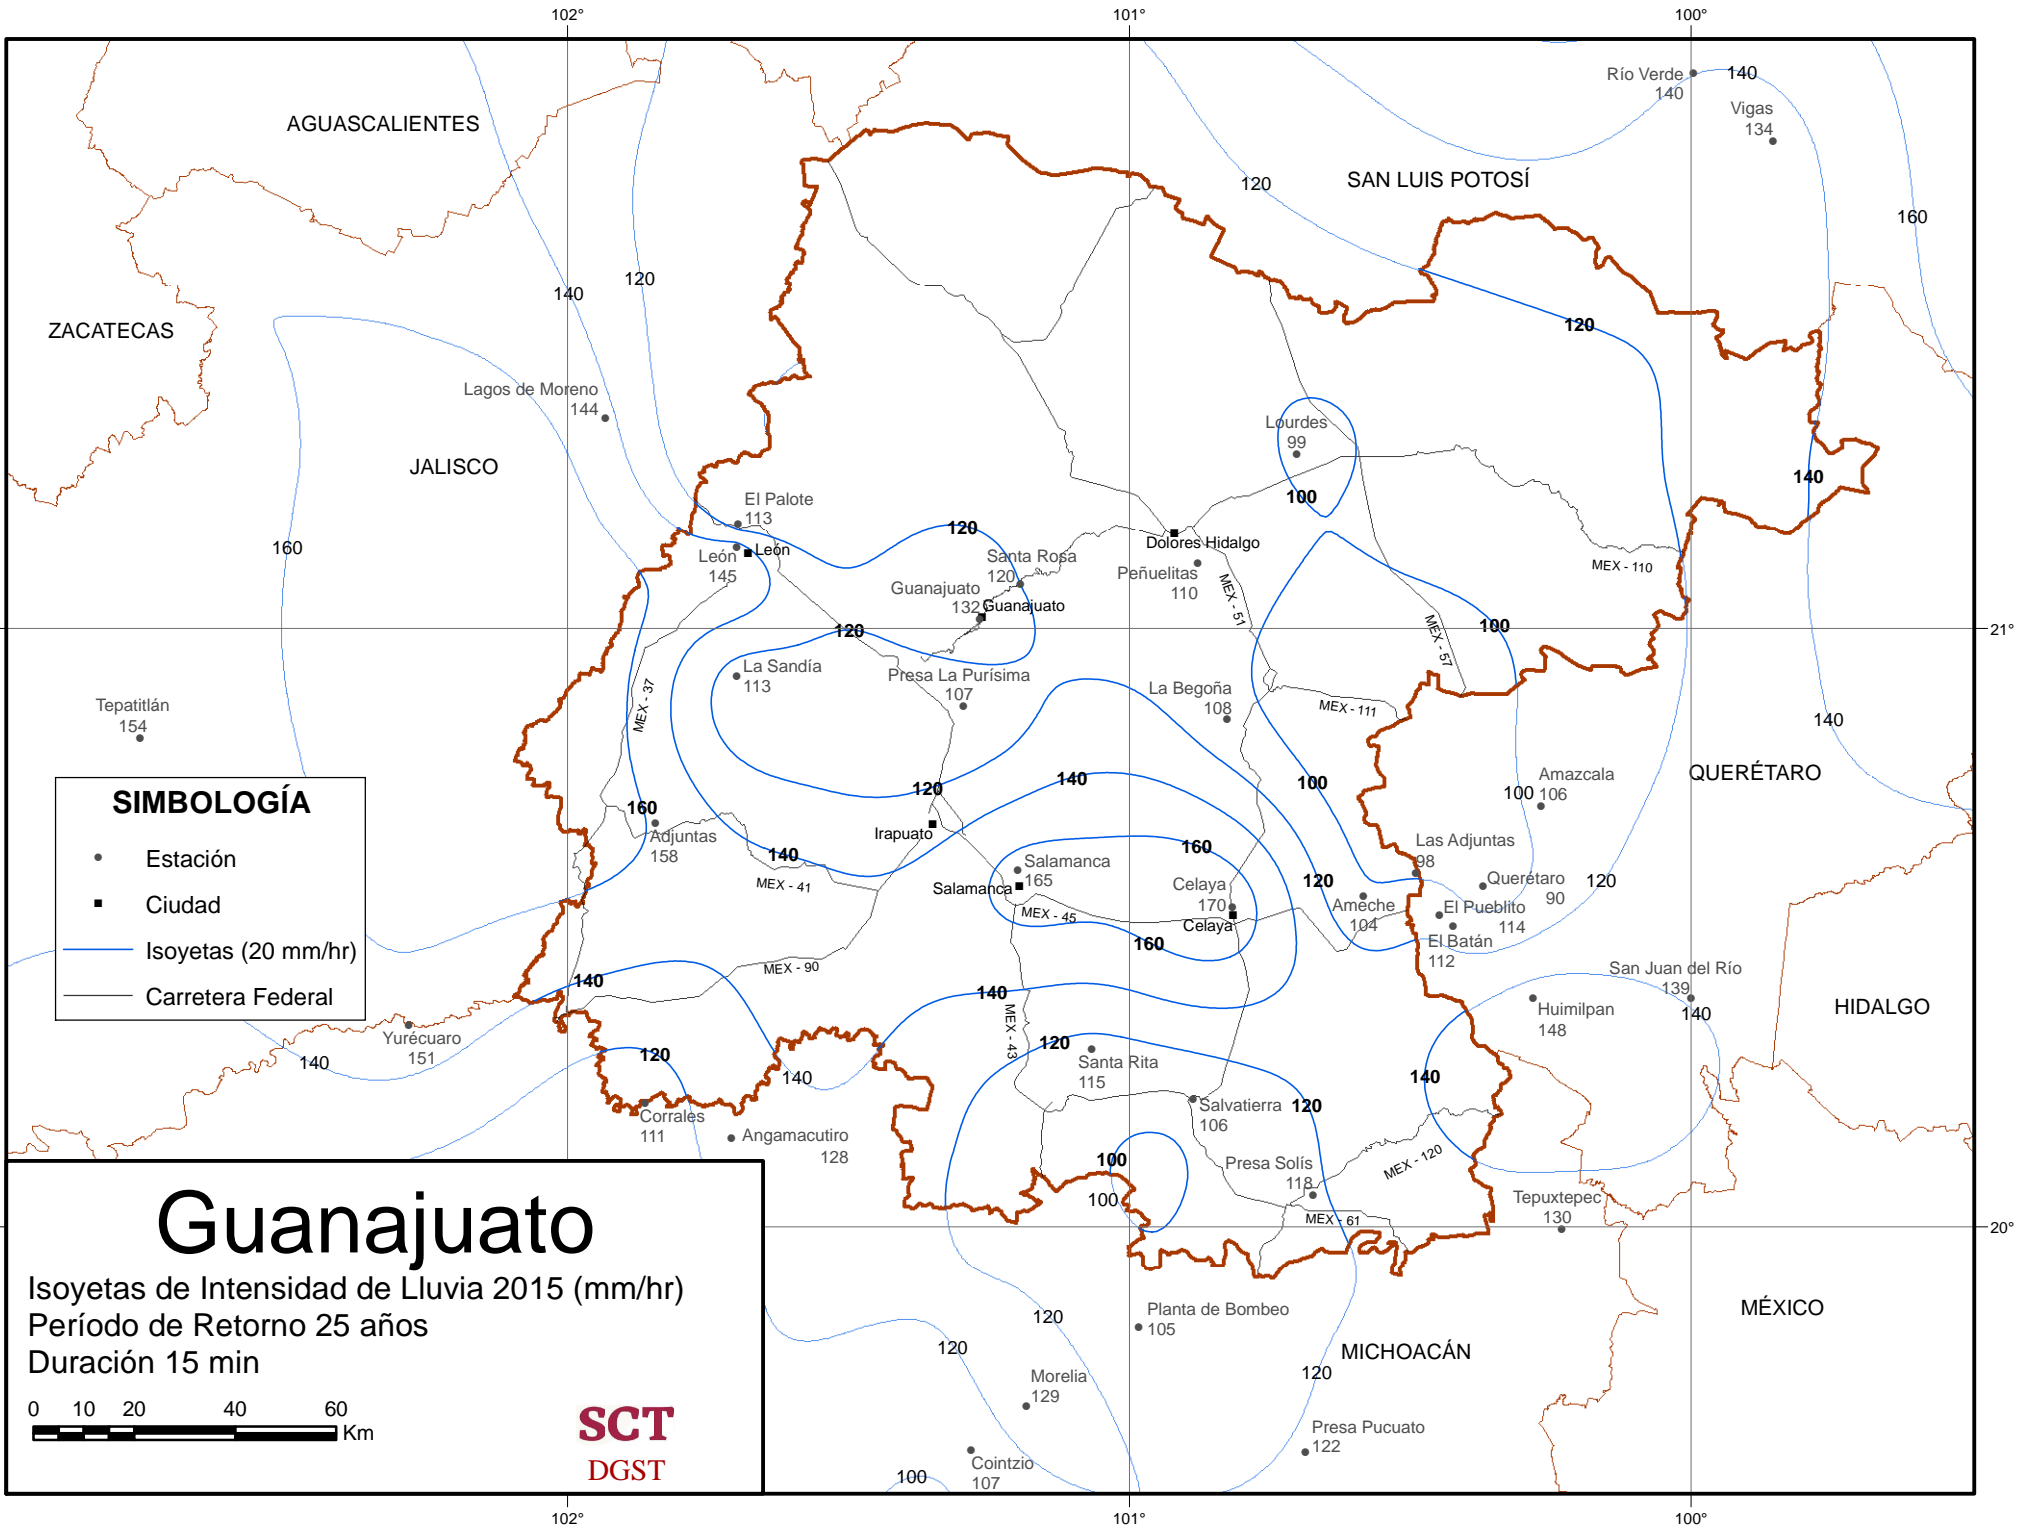 102°
101°
100°
Río Verde
140
140
Vigas
134
AGUASCALIENTES
SAN LUIS POTOSÍ
120
160
120
140
ZACATECAS
120
Lagos de Moreno
144
Lourdes
99
JALISCO
140
100
El Palote
113
120
160
León
145
León
Dolores Hidalgo
Santa Rosa
120
Peñuelitas
110
MEX - 110
Guanajuato
132
Guanajuato
MEX - 51
120
100
MEX - 57
21°
La Sandía
113
Presa La Purísima
107
La Begoña
108
MEX - 37
MEX - 111
Tepatitlán
154
140
QUERÉTARO
SIMBOLOGÍA
Estación
Ciudad
Isoyetas (20 mm/hr)
Carretera Federal
120
140
100
Amazcala
106
100
160
Adjuntas
158
Irapuato
140
160
Las Adjuntas
98
MEX - 41
Salamanca
165
Salamanca
Celaya
170
Celaya
120
Querétaro
90
120
Ameche
104
El Pueblito
114
MEX - 45
160
El Batán
112
MEX - 90
140
140
San Juan del Río
139
Huimilpan
148
140
HIDALGO
MEX - 43
Yurécuaro
151
140
120
140
120
Santa Rita
115
140
Corrales
111
Salvatierra
106
120
Angamacutiro
128
100
100
Presa Solís
118
MEX - 120
Tepuxtepec
130
MEX - 61
20°
Guanajuato
Isoyetas de Intensidad de Lluvia 2015 (mm/hr)
Período de Retorno 25 años
Duración 15 min
0 10 20 40 60
Km
SCT
DGST
Planta de Bombeo
105
120
120
MICHOACÁN
MÉXICO
120
Morelia
129
Presa Pucuato
122
Cointzio
107
100
102°
101°
100°